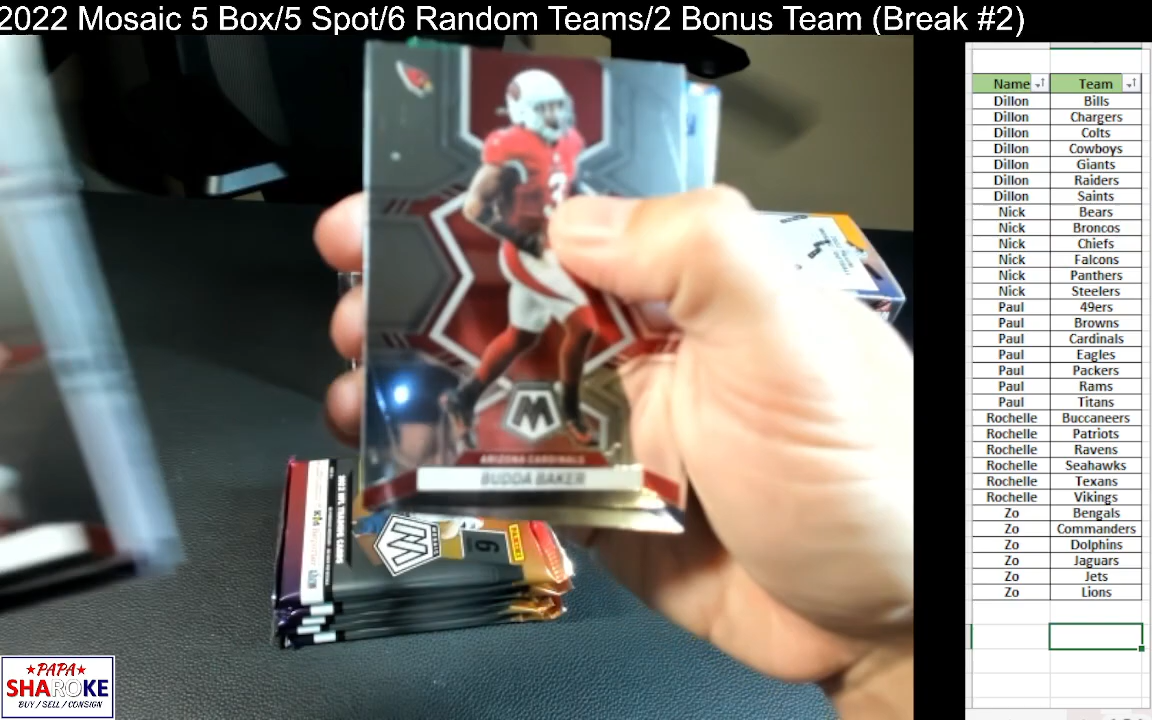 2022 Mosaic 5 Box/5 Spot/6 Random Teams/2 Bonus Team (Break #2)
Name Team
Dillon Bills
Dillon Chargers
Dillon Colts
Dillon Cowboys
Dillon Giants
Dillon Raiders
Dillon Saints
Nick Bears
Nick Broncos
Nick Chiefs
Nick Falcons
Nick Panthers
Nick Steelers
Paul 49ers
Paul Browns
Paul Cardinals
Paul Eagles
Paul Packers
Paul Rams
Paul Titans
Rochelle Buccaneers
Rochelle Patriots
Rochelle Ravens
Rochelle Seahawks
Rochelle Texans
Rochelle Vikings
Zo Bengals
Zo Commanders
Zo Dolphins
Zo Jaguars
Zo Jets
Zo Lions
3
M
ARIZONA CARDINALS
BUDDA BAKER
M
6
PANINI
PAPA
SHAROKE
BUY / SELL / CONSIGN